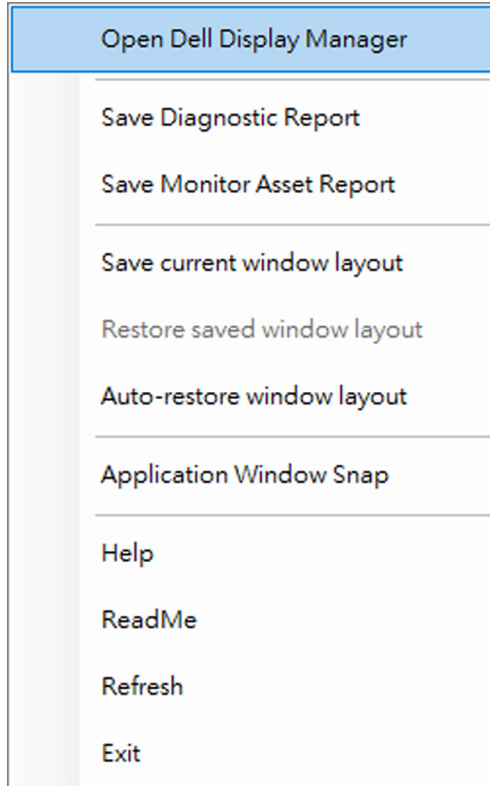 Open Dell Display Manager
Save Diagnostic Report
Save Monitor Asset Report
Save current window layout
Restore saved window layout
Auto-restore window layout
Application Window Snap
Help
ReadMe
Refresh
Exit